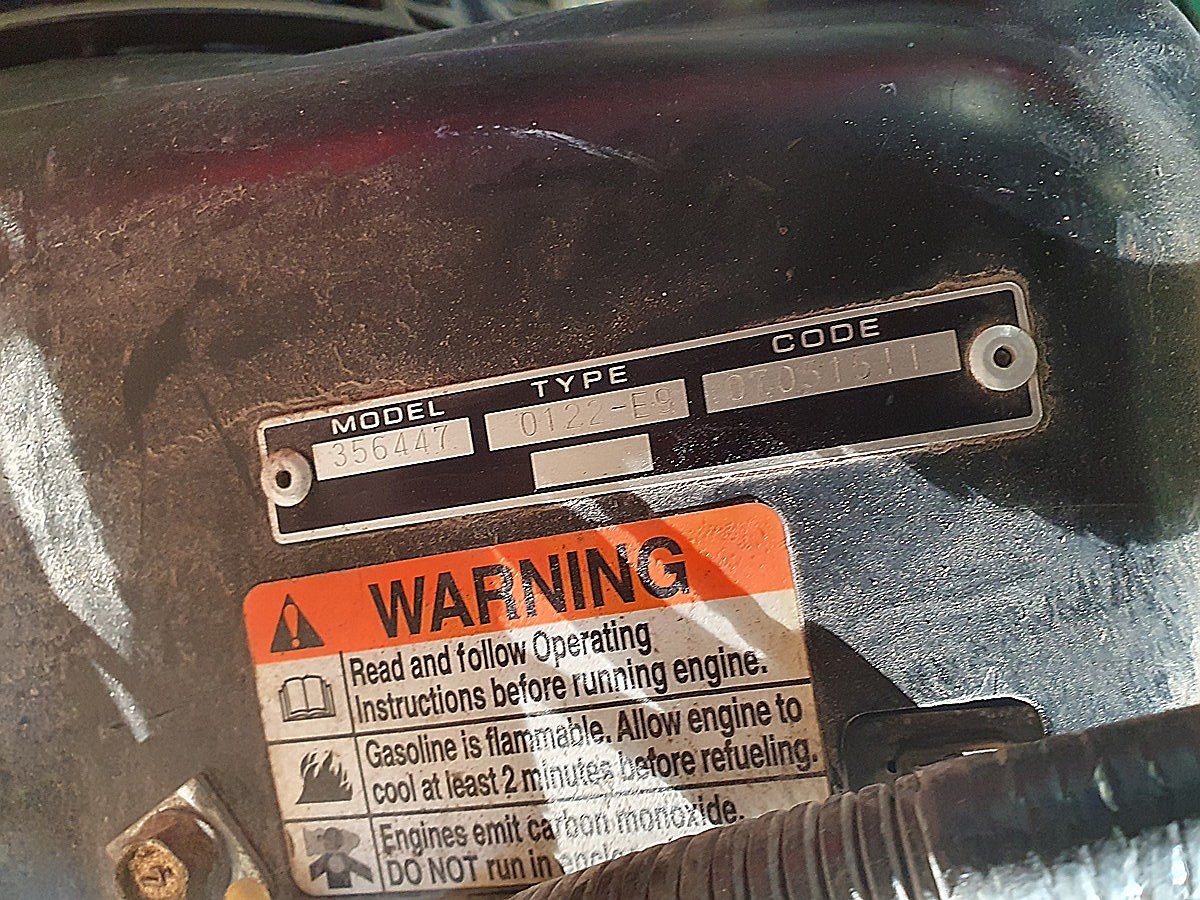 MODEL TYPE CODE
356447 0122-E9 07051511
WARNING
Read and follow Operating
Instructions before running engine.
Gasoline is flammable. Allow engine to
cool at least 2 minutes before refueling.
Engines emit carbon monoxide.
DO NOT run in